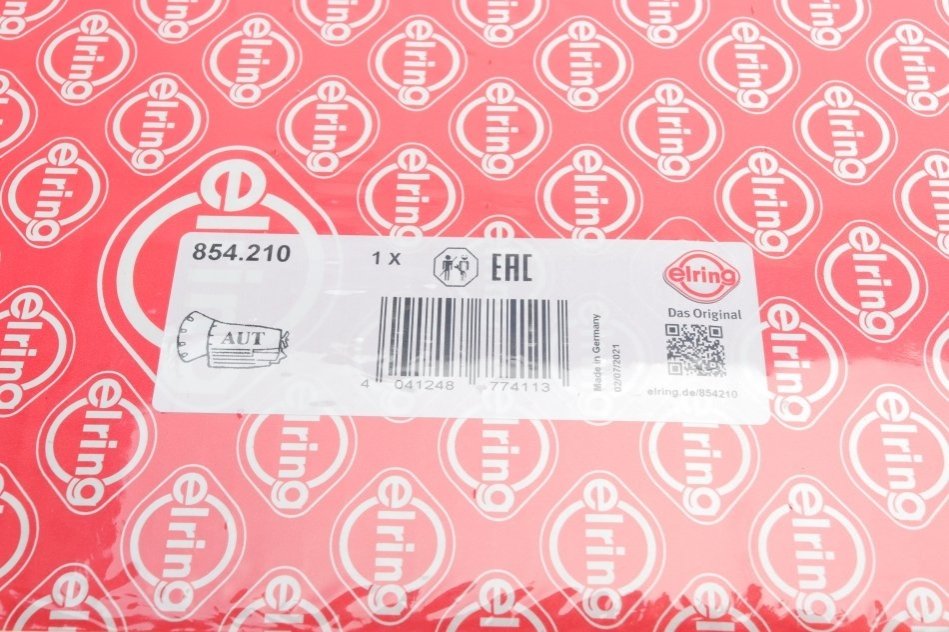 854.210
1 X
EAC
elring
Das Original
AUT
4 041248 774113
Made in Germany
02/07/2021
elring.de/854210
elring